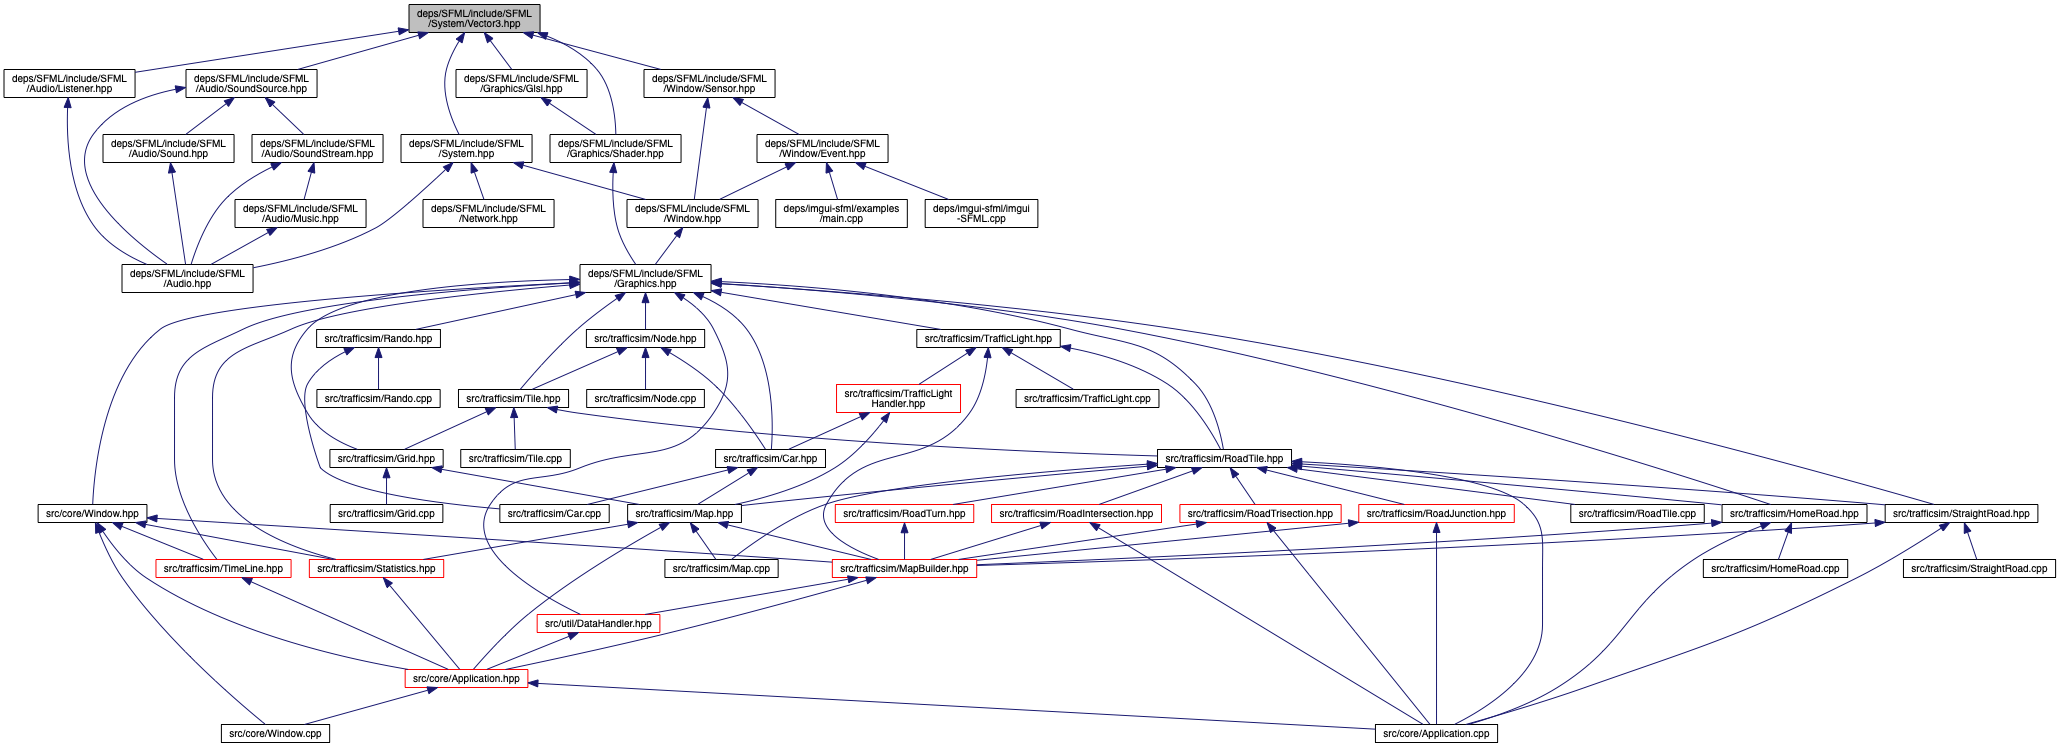 deps/SFML/include/SFML
/System/Vector3.hpp
deps/SFML/include/SFML
/Audio/Listener.hpp
deps/SFML/include/SFML
/Audio/SoundSource.hpp
deps/SFML/include/SFML
/Graphics/Glsl.hpp
deps/SFML/include/SFML
/Window/Sensor.hpp
deps/SFML/include/SFML
/Audio/Sound.hpp
deps/SFML/include/SFML
/Audio/SoundStream.hpp
deps/SFML/include/SFML
/System.hpp
deps/SFML/include/SFML
/Graphics/Shader.hpp
deps/SFML/include/SFML
/Window/Event.hpp
deps/SFML/include/SFML
/Audio/Music.hpp
deps/SFML/include/SFML
/Network.hpp
deps/SFML/include/SFML
/Window.hpp
deps/imgui-sfml/examples
/main.cpp
deps/imgui-sfml/imgui
-SFML.cpp
deps/SFML/include/SFML
/Audio.hpp
deps/SFML/include/SFML
/Graphics.hpp
src/trafficsim/Rando.hpp
src/trafficsim/Node.hpp
src/trafficsim/TrafficLight.hpp
src/trafficsim/Rando.cpp
src/trafficsim/Tile.hpp
src/trafficsim/Node.cpp
src/trafficsim/TrafficLight
Handler.hpp
src/trafficsim/TrafficLight.cpp
src/trafficsim/Grid.hpp
src/trafficsim/Tile.cpp
src/trafficsim/Car.hpp
src/trafficsim/RoadTile.hpp
src/core/Window.hpp
src/trafficsim/Grid.cpp
src/trafficsim/Car.cpp
src/trafficsim/Map.hpp
src/trafficsim/RoadTurn.hpp
src/trafficsim/RoadIntersection.hpp
src/trafficsim/RoadTrisection.hpp
src/trafficsim/RoadJunction.hpp
src/trafficsim/RoadTile.cpp
src/trafficsim/HomeRoad.hpp
src/trafficsim/StraightRoad.hpp
src/trafficsim/TimeLine.hpp
src/trafficsim/Statistics.hpp
src/trafficsim/Map.cpp
src/trafficsim/MapBuilder.hpp
src/trafficsim/HomeRoad.cpp
src/trafficsim/StraightRoad.cpp
src/util/DataHandler.hpp
src/core/Application.hpp
src/core/Window.cpp
src/core/Application.cpp